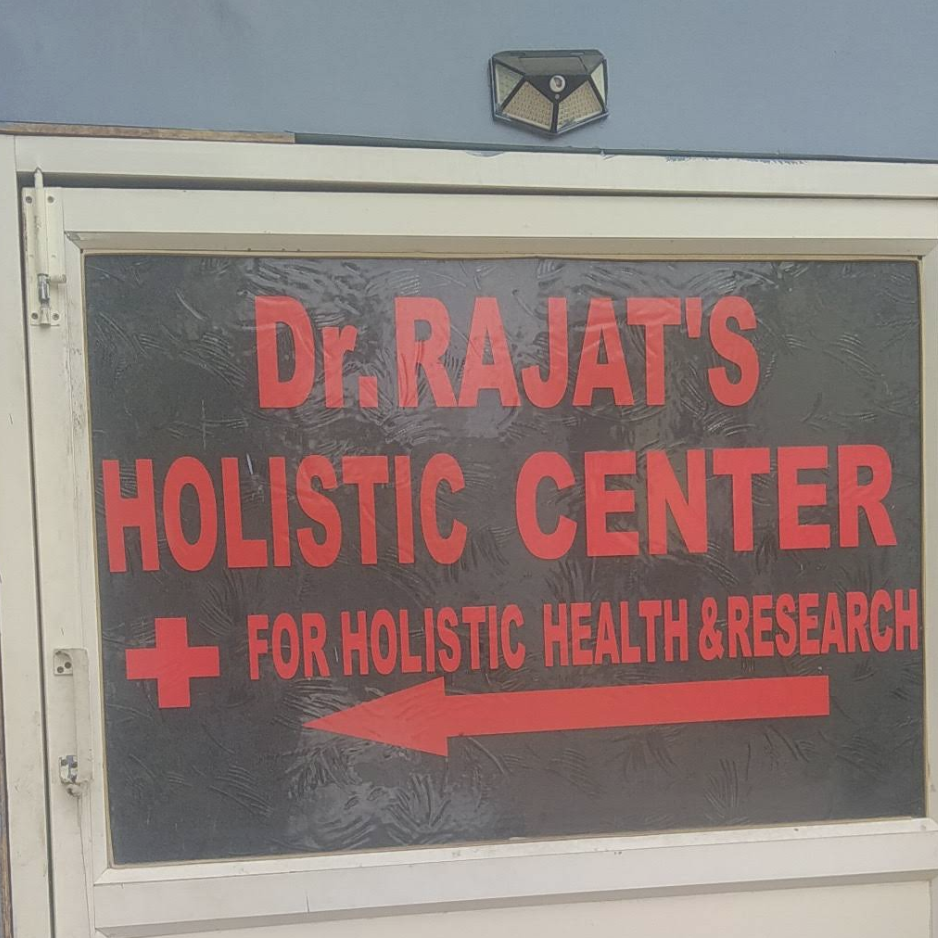 Dr. RAJAT'S
HOLISTIC CENTER
FOR HOLISTIC HEALTH & RESEARCH